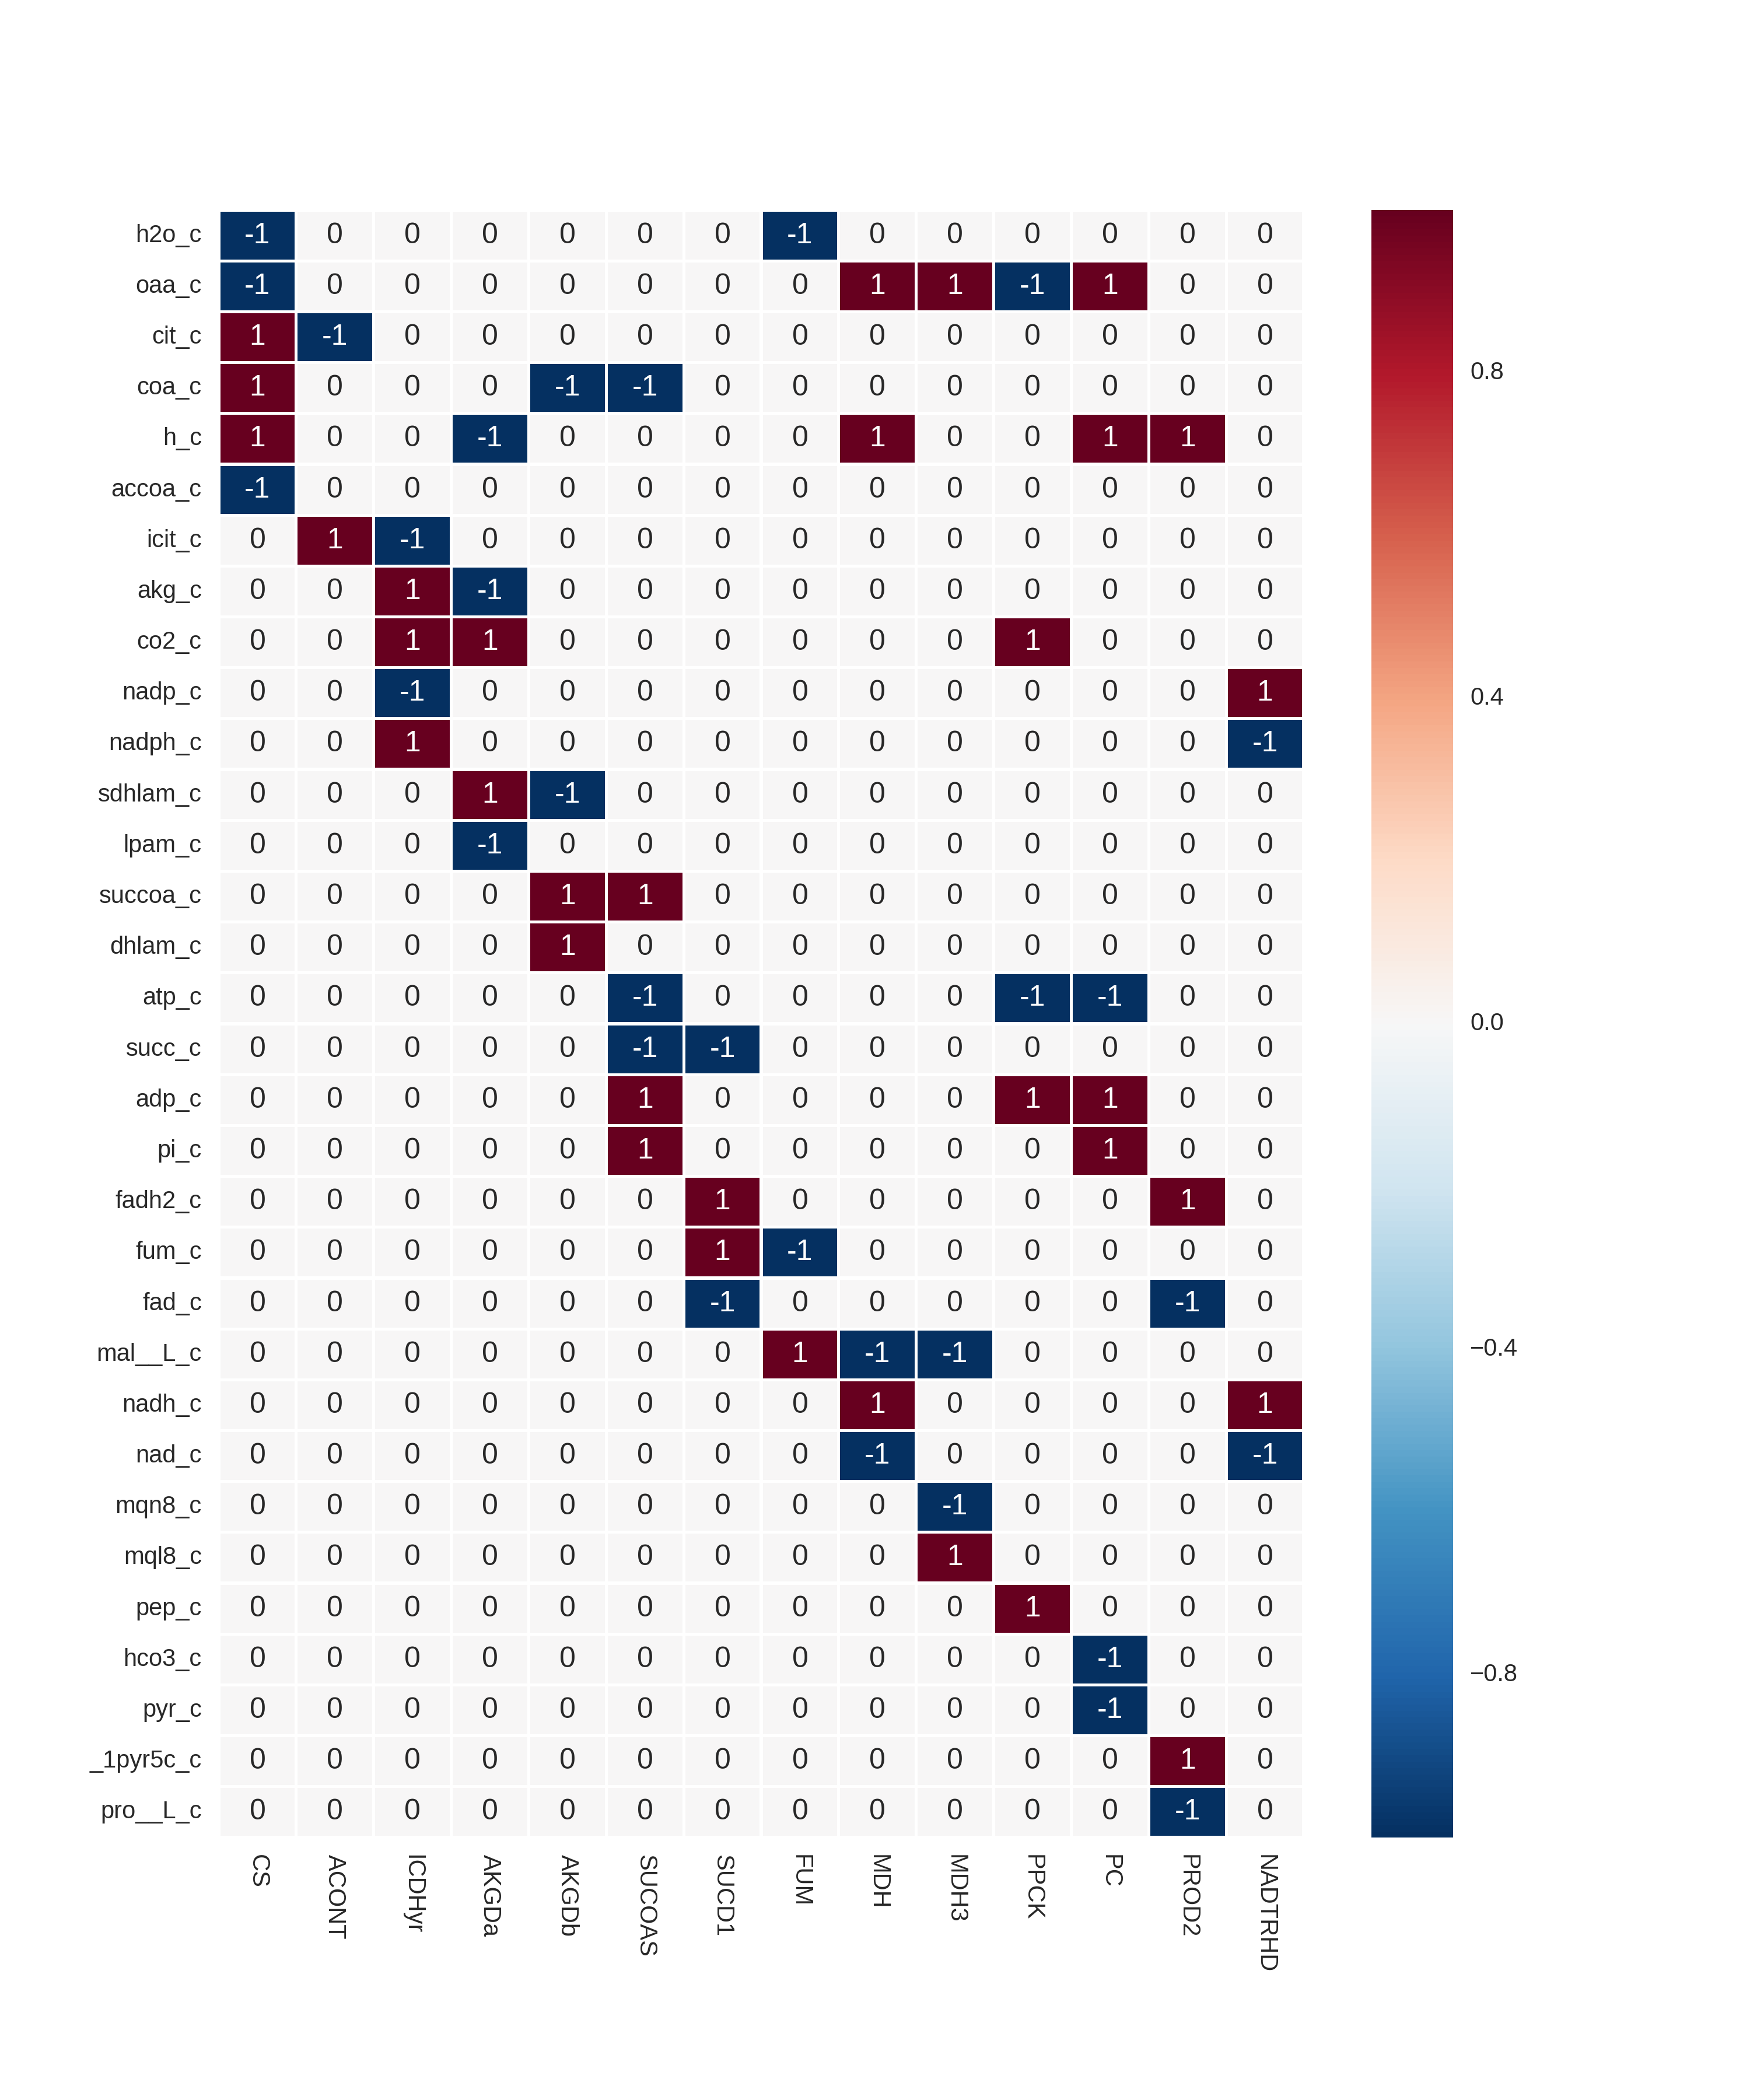 h2o_c -1 0 0 0 0 0 0 -1 0 0 0 0 0 0
oaa_c -1 0 0 0 0 0 0 0 1 1 -1 1 0 0
cit_c 1 -1 0 0 0 0 0 0 0 0 0 0 0 0
coa_c 1 0 0 0 -1 -1 0 0 0 0 0 0 0 0
h_c 1 0 0 -1 0 0 0 0 1 0 0 1 1 0
accoa_c -1 0 0 0 0 0 0 0 0 0 0 0 0 0
icit_c 0 1 -1 0 0 0 0 0 0 0 0 0 0 0
akg_c 0 0 1 -1 0 0 0 0 0 0 0 0 0 0
co2_c 0 0 1 1 0 0 0 0 0 0 1 0 0 0
nadp_c 0 0 -1 0 0 0 0 0 0 0 0 0 0 1
nadph_c 0 0 1 0 0 0 0 0 0 0 0 0 0 -1
sdhlam_c 0 0 0 1 -1 0 0 0 0 0 0 0 0 0
lpam_c 0 0 0 -1 0 0 0 0 0 0 0 0 0 0
succoa_c 0 0 0 0 1 1 0 0 0 0 0 0 0 0
dhlam_c 0 0 0 0 1 0 0 0 0 0 0 0 0 0
atp_c 0 0 0 0 0 -1 0 0 0 0 -1 -1 0 0
succ_c 0 0 0 0 0 -1 -1 0 0 0 0 0 0 0
adp_c 0 0 0 0 0 1 0 0 0 0 1 1 0 0
pi_c 0 0 0 0 0 1 0 0 0 0 0 1 0 0
fadh2_c 0 0 0 0 0 0 1 0 0 0 0 0 1 0
fum_c 0 0 0 0 0 0 1 -1 0 0 0 0 0 0
fad_c 0 0 0 0 0 0 -1 0 0 0 0 0 -1 0
mal__L_c 0 0 0 0 0 0 0 1 -1 -1 0 0 0 0
nadh_c 0 0 0 0 0 0 0 0 1 0 0 0 0 1
nad_c 0 0 0 0 0 0 0 0 -1 0 0 0 0 -1
mqn8_c 0 0 0 0 0 0 0 0 0 -1 0 0 0 0
mql8_c 0 0 0 0 0 0 0 0 0 1 0 0 0 0
pep_c 0 0 0 0 0 0 0 0 0 0 1 0 0 0
hco3_c 0 0 0 0 0 0 0 0 0 0 0 -1 0 0
pyr_c 0 0 0 0 0 0 0 0 0 0 0 -1 0 0
_1pyr5c_c 0 0 0 0 0 0 0 0 0 0 0 0 1 0
pro__L_c 0 0 0 0 0 0 0 0 0 0 0 0 -1 0
CS ACONT ICDHyr AKGDa AKGDb SUCOAS SUCD1 FUM MDH MDH3 PPCK PC PROD2 NADTRHD
0.8
0.4
0.0
−0.4
−0.8